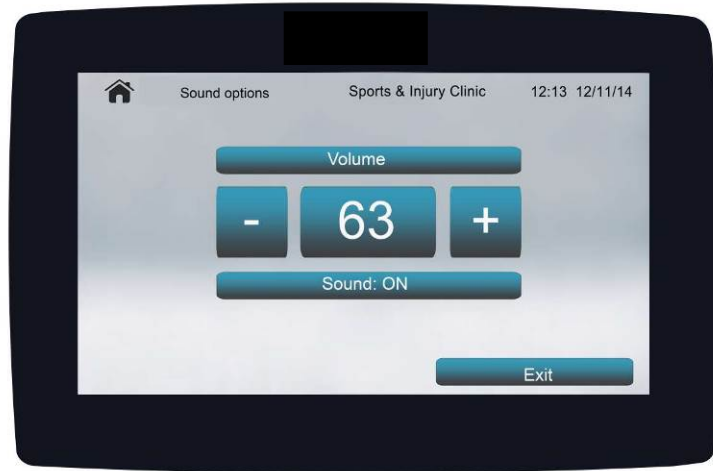 Sound options Sports & Injury Clinic 12:13 12/11/14
Volume
- 63 +
Sound: ON
Exit